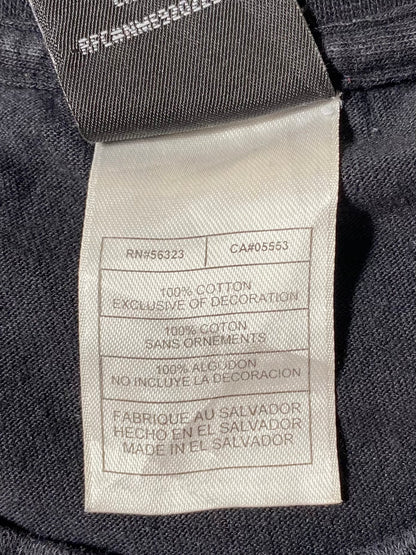 RN#56323 CA#05553
100% COTTON
EXCLUSIVE OF DECORATION
100% COTON
SANS ORNEMENTS
100% ALGODON
NO INCLUYE LA DECORACION
FABRIQUE AU SALVADOR
HECHO EN EL SALVADOR
MADE IN EL SALVADOR